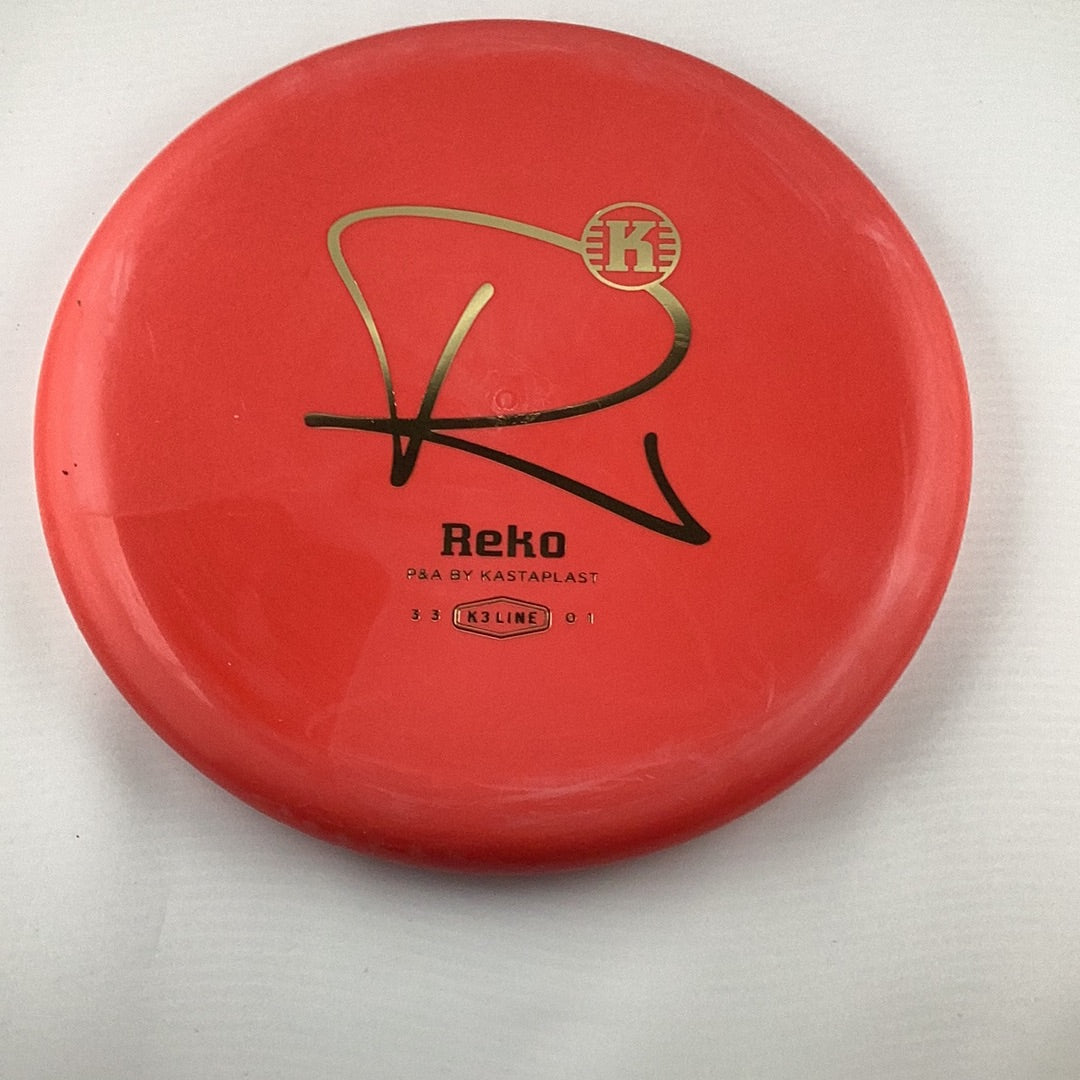 K
R
Reko
P&A BY KASTAPLAST
3 3 K3 LINE 0 1